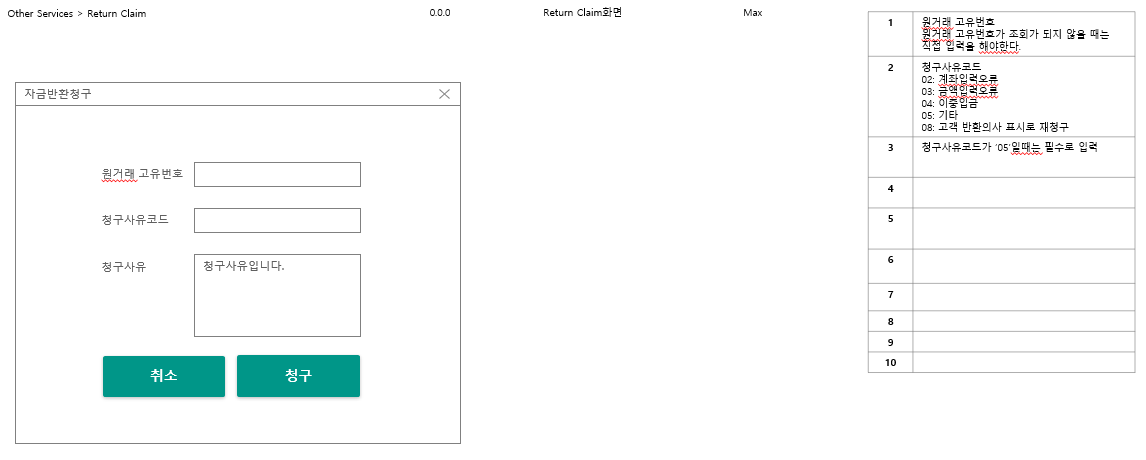 Other Services > Return Claim
0.0.0
Return Claim화면
Max
자금반환청구
원거래 고유번호
청구사유코드
청구사유
청구사유입니다.
취소
청구
1
원거래 고유번호
원거래 고유번호가 조회가 되지 않을 때는
직접 입력을 해야한다.
2
청구사유코드
02: 계좌입력오류
03: 금액입력오류
04: 이중입금
05: 기타
08: 고객 반환의사 표시로 재청구
3
청구사유코드가 ‘05’일때는 필수로 입력
4
5
6
7
8
9
10